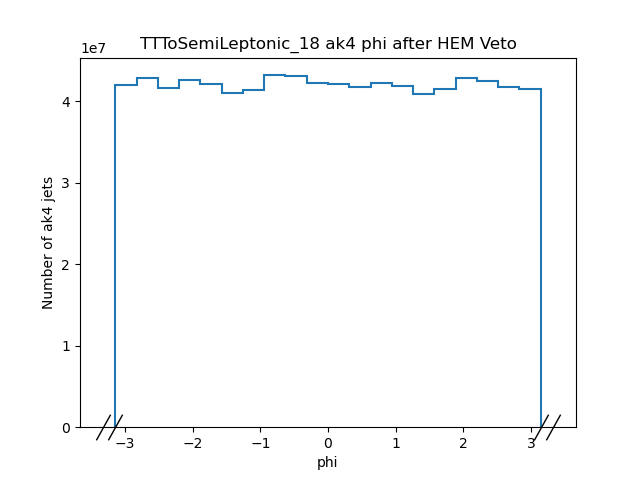 TTToSemiLeptonic_18 ak4 phi after HEM Veto
1e7
4
3
2
1
0
Number of ak4 jets
−3 −2 −1 0 1 2 3
phi